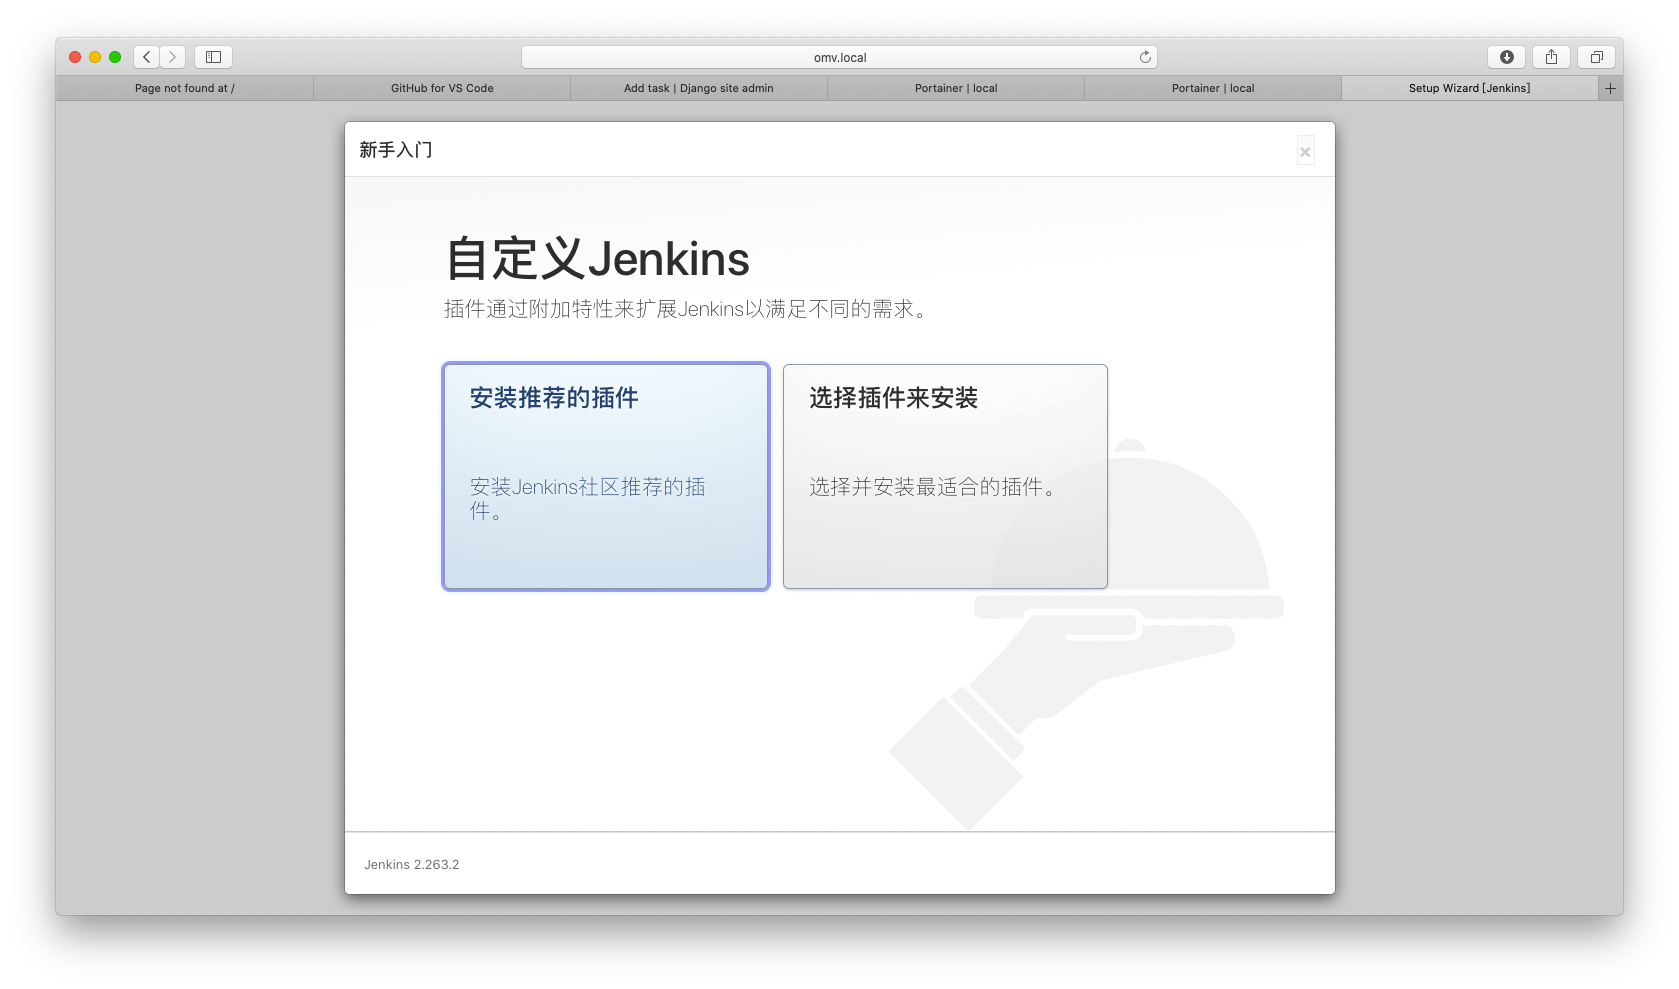 omv.local
Page not found at /
GitHub for VS Code
Add task | Django site admin
Portainer | local
Portainer | local
Setup Wizard [Jenkins]
新手入门
自定义Jenkins
插件通过附加特性来扩展Jenkins以满足不同的需求。
安装推荐的插件
安装Jenkins社区推荐的插
件。
选择插件来安装
选择并安装最适合的插件。
Jenkins 2.263.2